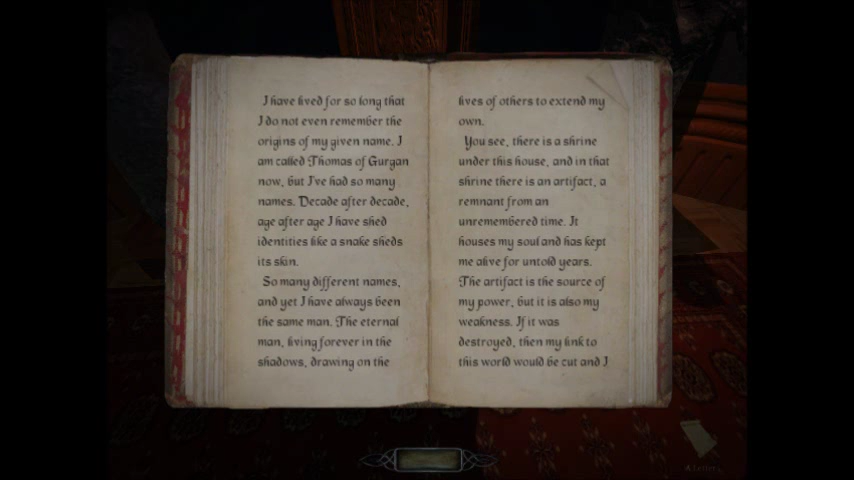 I have lived for so long that
I do not even remember the
origins of my given name. I
am called Thomas of Gurgan
now, but I've had so many
names. Decade after decade,
age after age I have shed
identities like a snake sheds
its skin.
So many different names,
and yet I have always been
the same man. The eternal
man, living forever in the
shadows, drawing on the
lives of others to extend my
own.
You see, there is a shrine
under this house, and in that
shrine there is an artifact, a
remnant from an
unremembered time. It
houses my soul and has kept
me alive for untold years.
The artifact is the source of
my power, but it is also my
weakness. If it was
destroyed, then my link to
this world would be cut and I